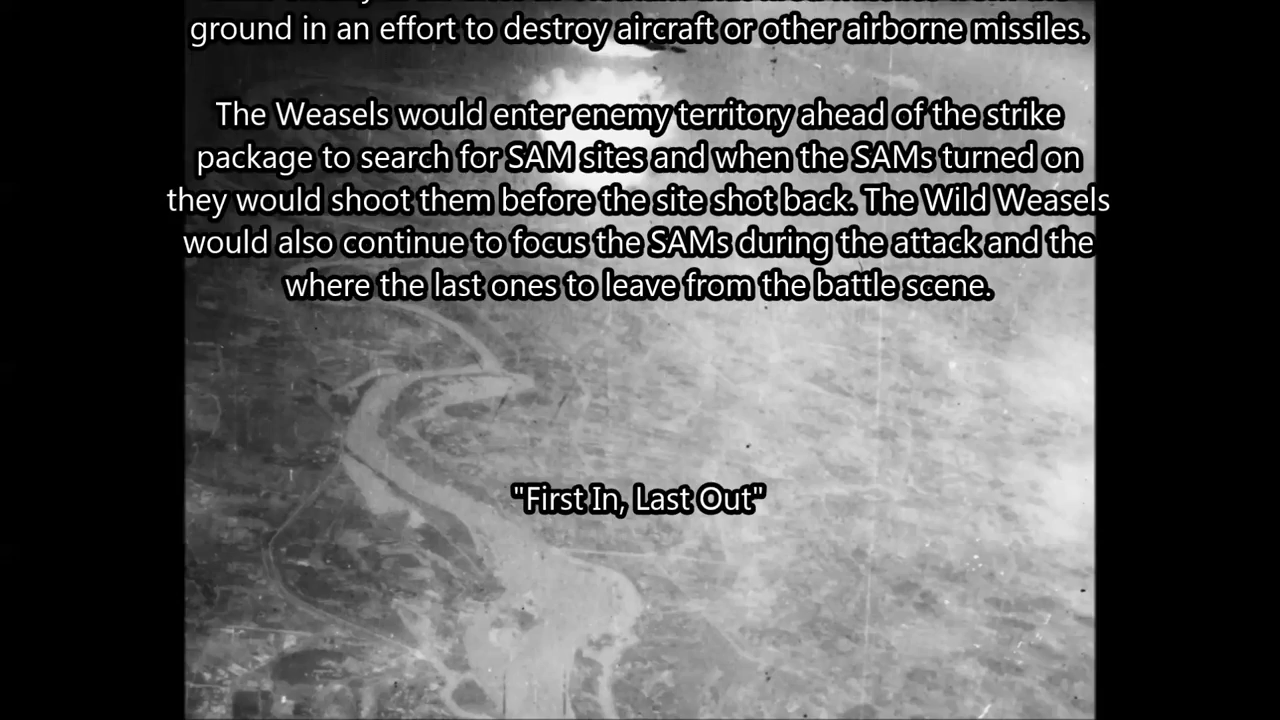 ground in an effort to destroy aircraft or other airborne missiles.
The Weasels would enter enemy territory ahead of the strike
package to search for SAM sites and when the SAMs turned on
they would shoot them before the site shot back. The Wild Weasels
would also continue to focus the SAMs during the attack and the
where the last ones to leave from the battle scene.
"First In, Last Out"